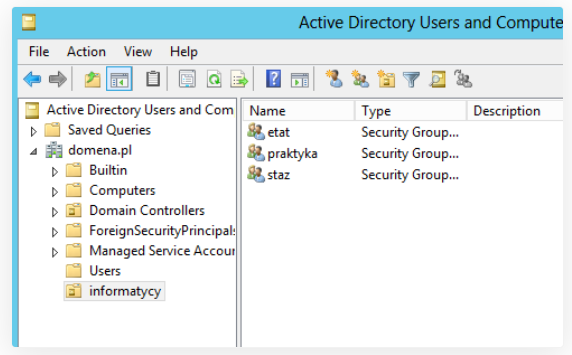 Active Directory Users and Compute
File Action View Help
Active Directory Users and Com
Saved Queries
domena.pl
Builtin
Computers
Domain Controllers
ForeignSecurityPrincipals
Managed Service Accour
Users
informatycy
Name Type Description
etat Security Group...
praktyka Security Group...
staz Security Group...